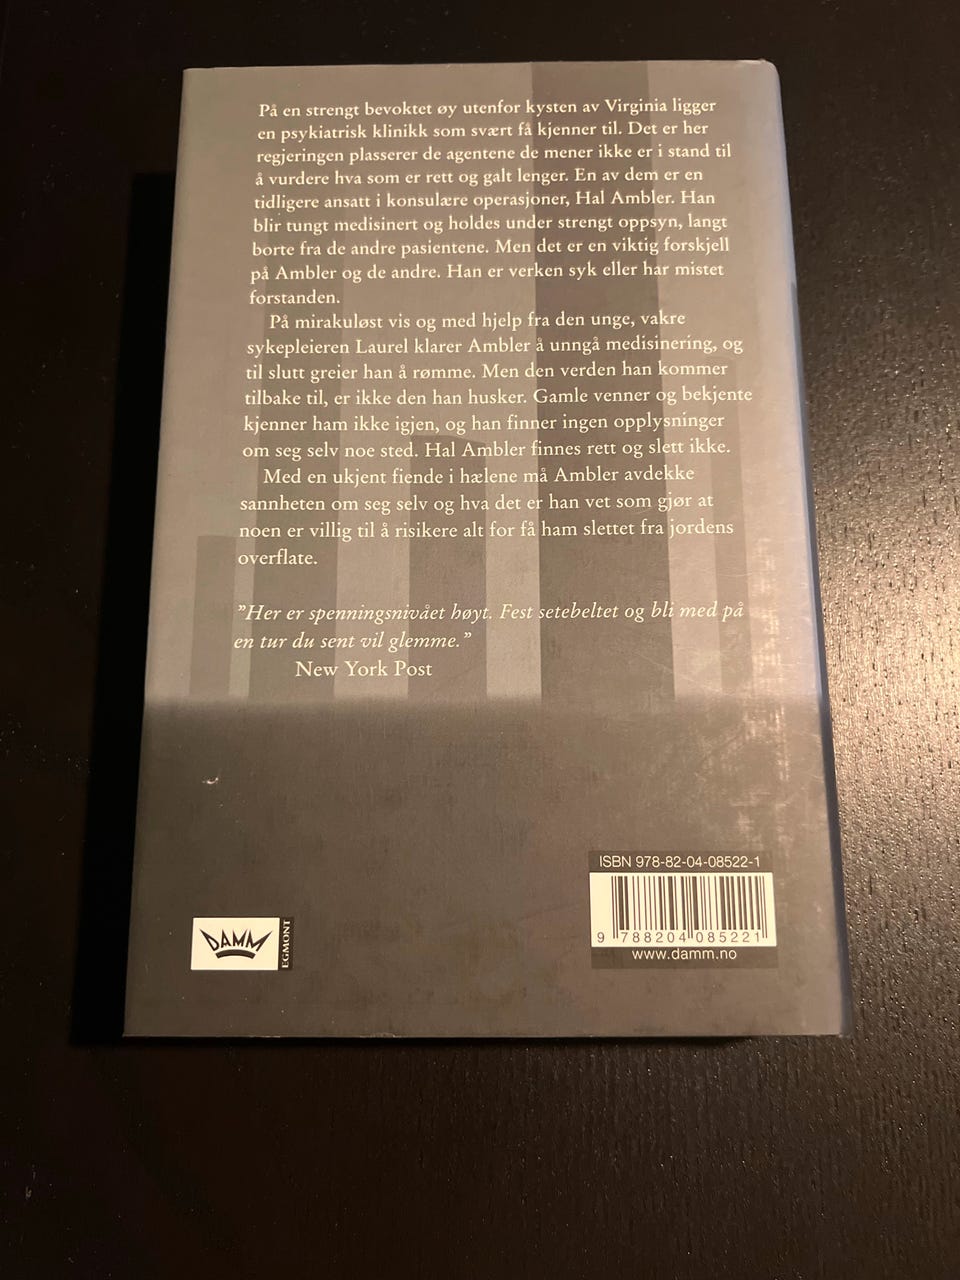 På en strengt bevoktet øy utenfor kysten av Virginia ligger
en psykiatrisk klinikk som svært få kjenner til. Det er her
regjeringen plasserer de agentene de mener ikke er i stand til
å vurdere hva som er rett og galt lenger. En av dem er en
tidligere ansatt i konsulære operasjoner, Hal Ambler. Han
blir tungt medisinert og holdes under strengt oppsyn, langt
borte fra de andre pasientene. Men det er en viktig forskjell
på Ambler og de andre. Han er verken syk eller har mistet
forstanden.
På mirakuløst vis og med hjelp fra den unge, vakre
sykepleieren Laurel klarer Ambler å unngå medisinering, og
til slutt greier han å rømme. Men den verden han kommer
tilbake til, er ikke den han husker. Gamle venner og bekjente
kjenner ham ikke igjen, og han finner ingen opplysninger
om seg selv noe sted. Hal Ambler finnes rett og slett ikke.
Med en ukjent fiende i hælene må Ambler avdekke
sannheten om seg selv og hva det er han vet som gjør at
noen er villig til å risikere alt for få ham slettet fra jordens
overflate.
”Her er spenningsnivået høyt. Fest setebeltet og bli med på
en tur du sent vil glemme.”
New York Post
ISBN 978-82-04-08522-1
9 788204 085221
www.damm.no
DAMM
EGMONT